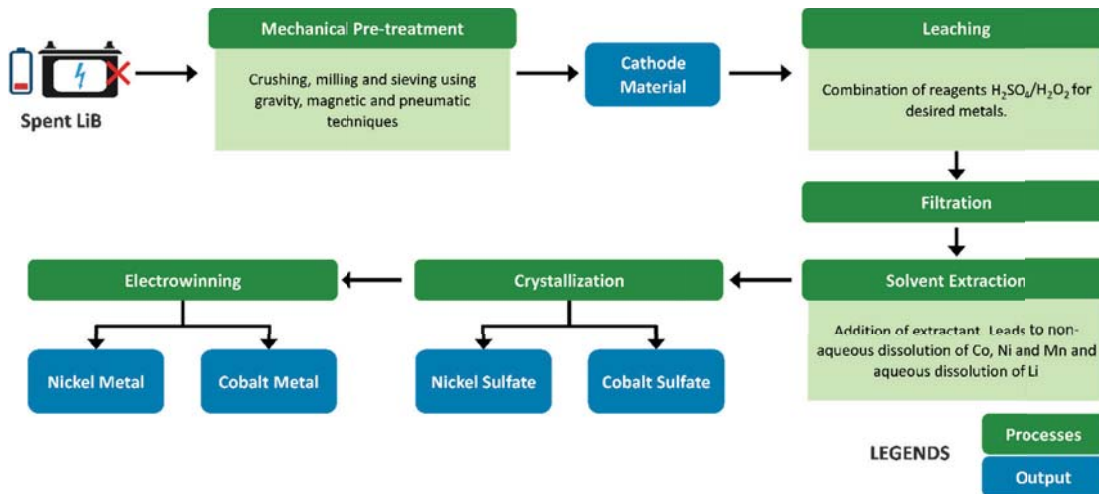 Mechanical Pre-treatment
Crushing, milling and sieving using
gravity, magnetic and pneumatic
techniques
Spent LiB
Cathode
Material
Leaching
Combination of reagents H₂SO₄/H₂O₂ for
desired metals.
Filtration
Solvent Extraction
Addition of extractant. Leads to non-
aqueous dissolution of Co, Ni and Mn and
aqueous dissolution of Li
Crystallization
Nickel Sulfate
Cobalt Sulfate
Electrowinning
Nickel Metal
Cobalt Metal
LEGENDS
Processes
Output